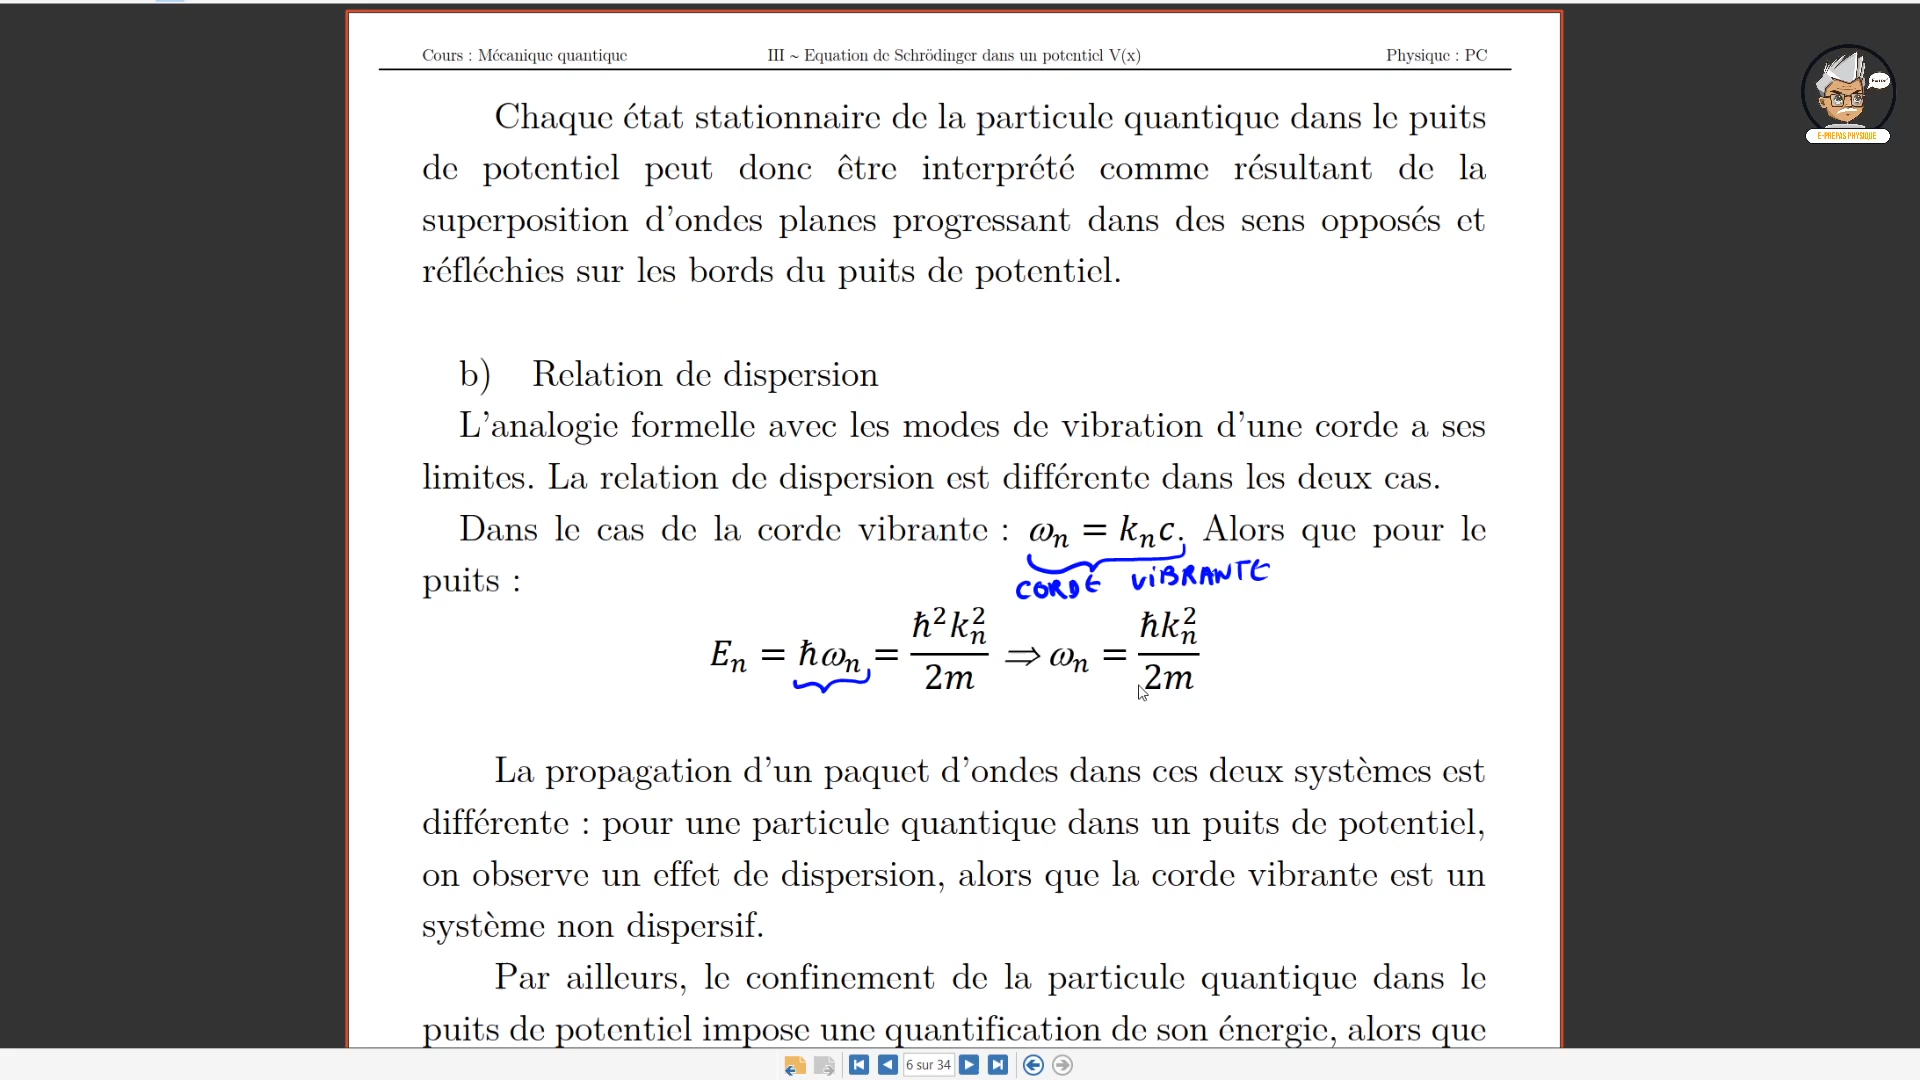 Cours : Mécanique quantique III ~ Equation de Schrödinger dans un potentiel V(x) Physique : PC
E-PREPAS PHYSIQUE
Chaque état stationnaire de la particule quantique dans le puits
de potentiel peut donc être interprété comme résultant de la
superposition d'ondes planes progressant dans des sens opposés et
réfléchies sur les bords du puits de potentiel.
b) Relation de dispersion
L'analogie formelle avec les modes de vibration d'une corde a ses
limites. La relation de dispersion est différente dans les deux cas.
Dans le cas de la corde vibrante : ωₙ = kₙc. Alors que pour le
puits :
CORDE VIBRANTE
Eₙ = ħωₙ = ħ²kₙ²/2m ⟹ ωₙ = ħkₙ²/2m
La propagation d'un paquet d'ondes dans ces deux systèmes est
différente : pour une particule quantique dans un puits de potentiel,
on observe un effet de dispersion, alors que la corde vibrante est un
système non dispersif.
Par ailleurs, le confinement de la particule quantique dans le
puits de potentiel impose une quantification de son énergie, alors que
6 sur 34